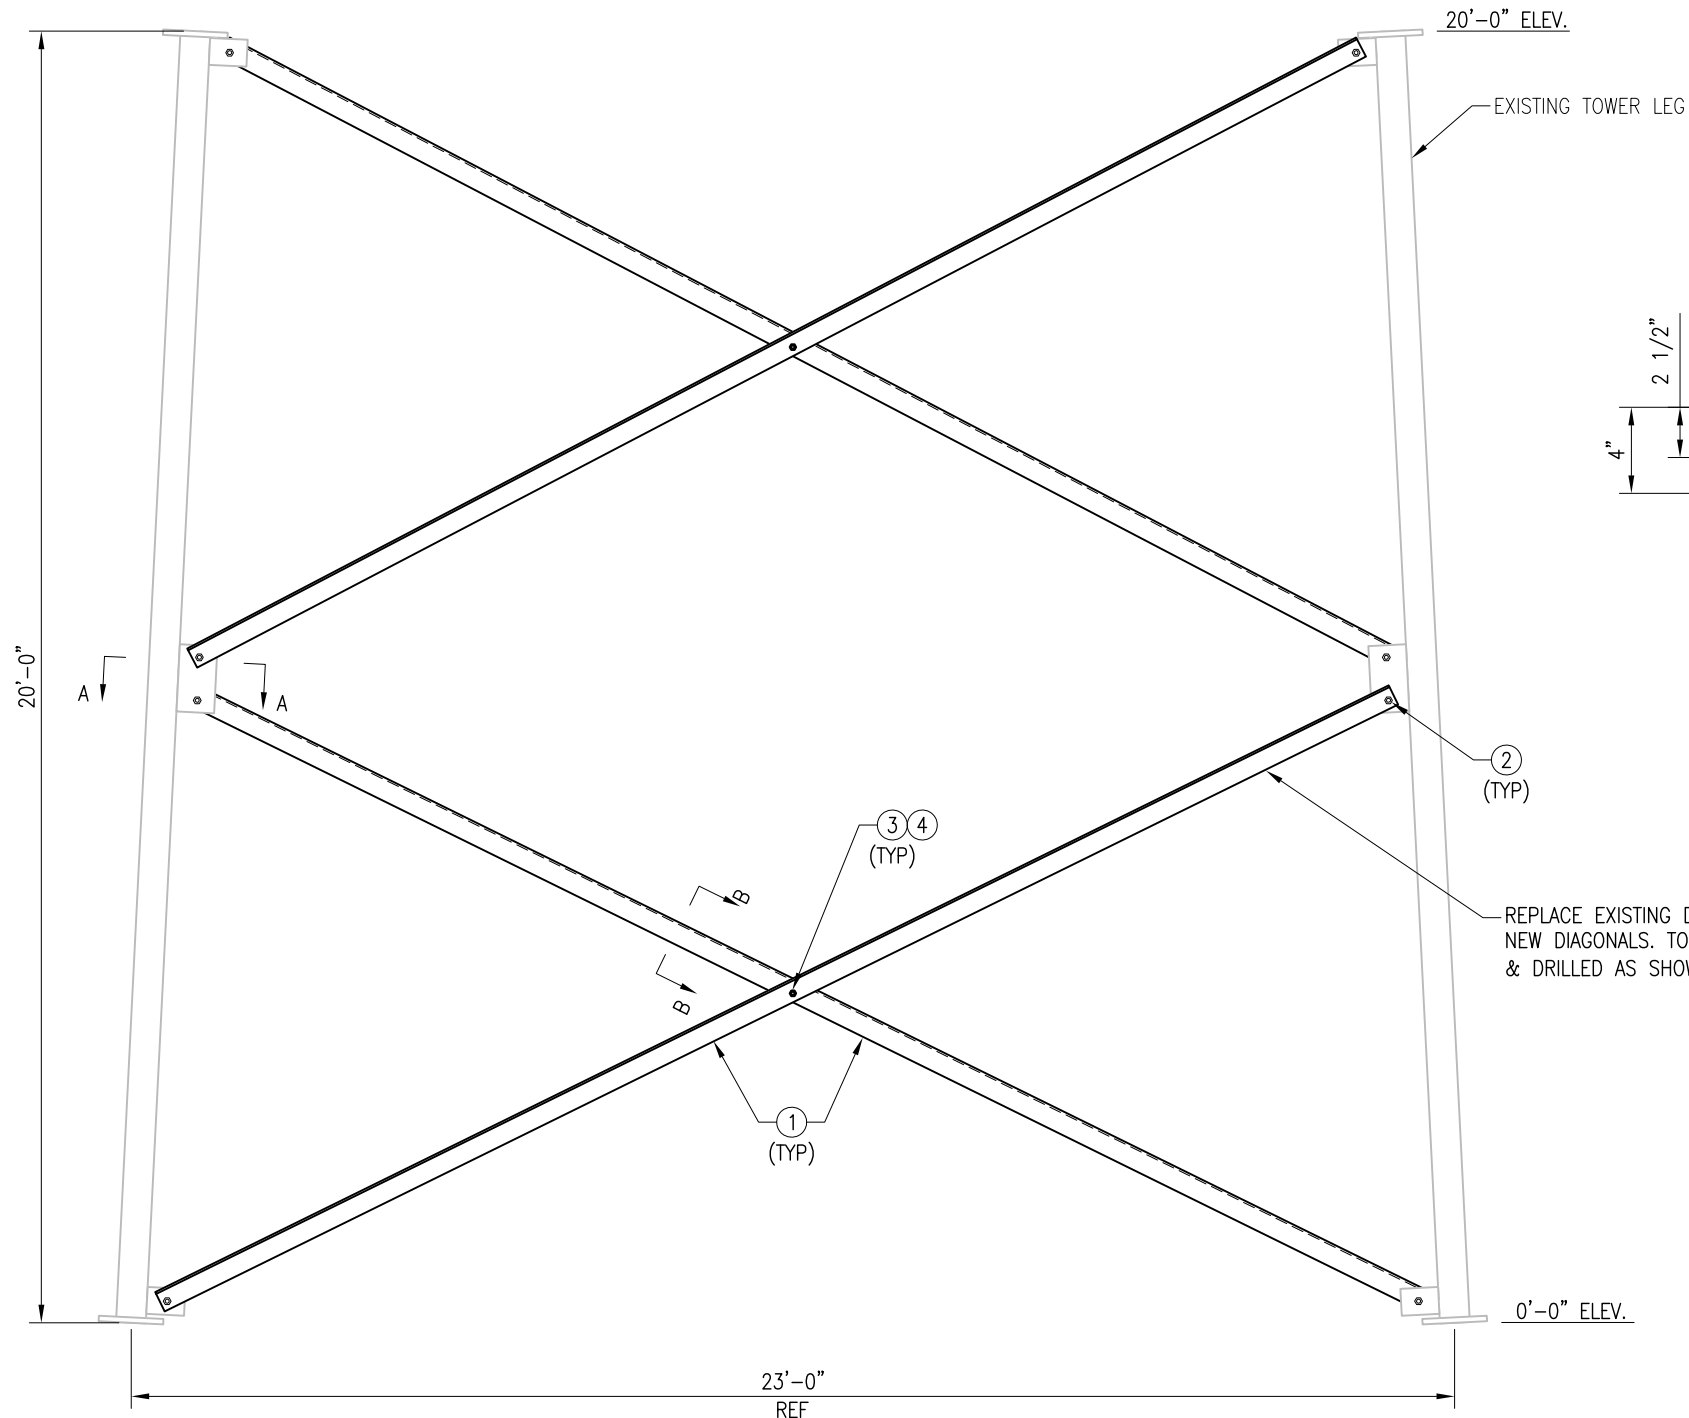 20'-0" ELEV.
EXISTING TOWER LEG
2 1/2"
4"
20'-0"
A
A
2
(TYP)
3 4
(TYP)
B
B
REPLACE EXISTING
NEW DIAGONALS. TO
& DRILLED AS
1
(TYP)
0'-0" ELEV.
23'-0"
REF